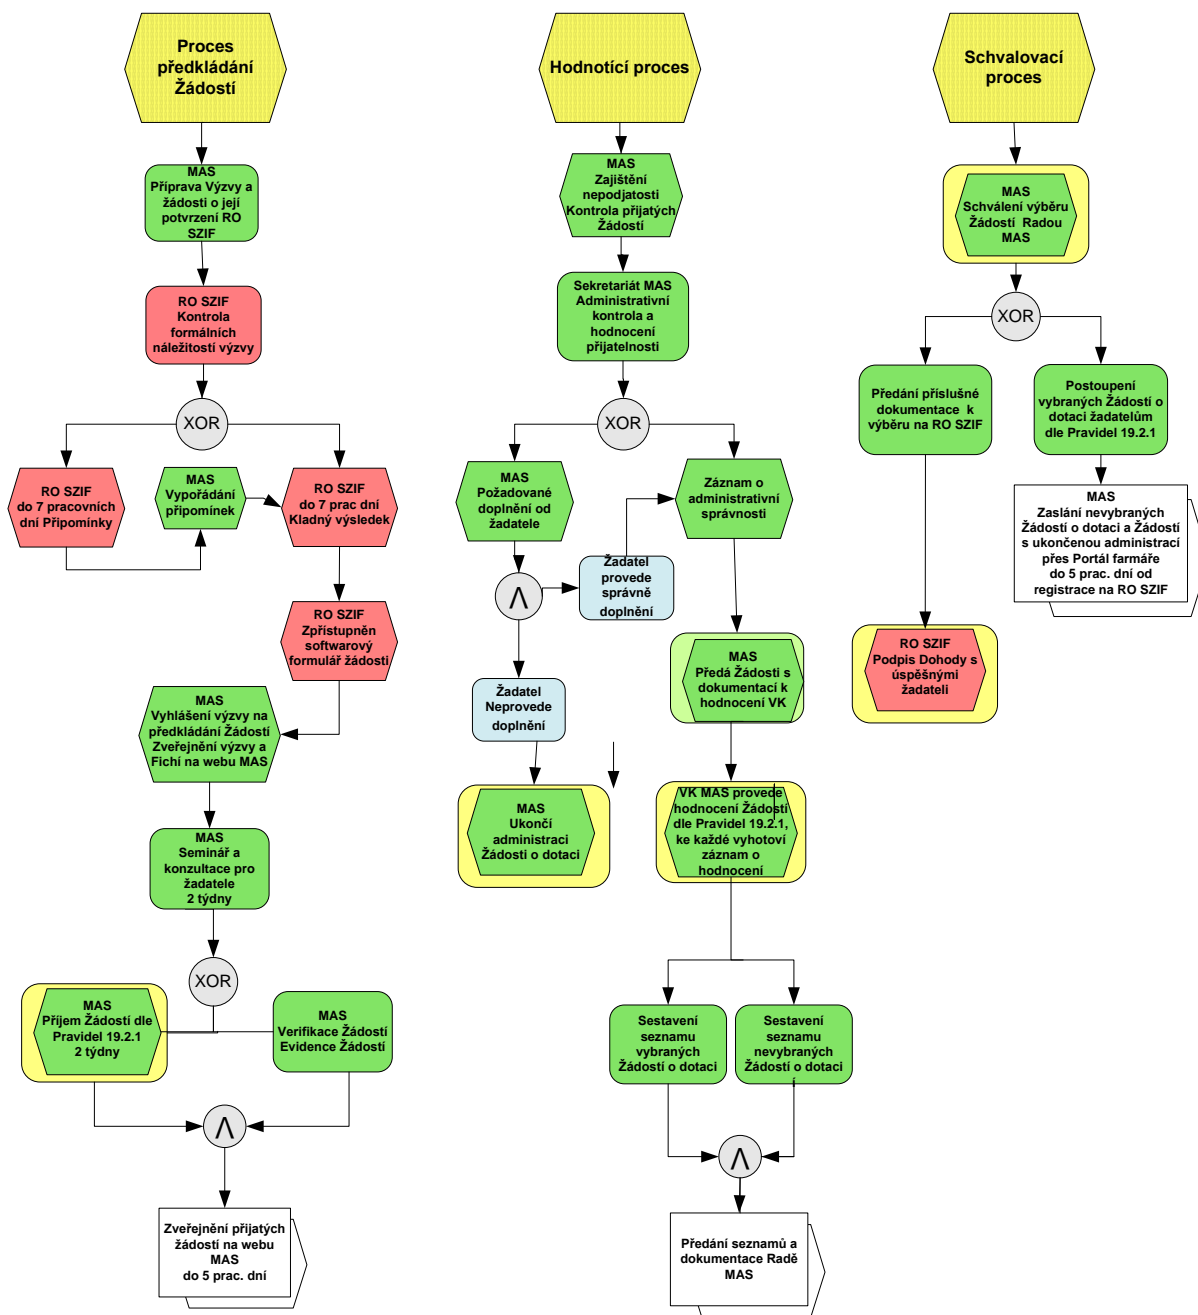 Proces
předkládání
Žádostí
MAS
Příprava Výzvy a
žádosti o její
potvrzení RO
SZIF
RO SZIF
Kontrola
formálních
náležitostí výzvy
XOR
RO SZIF
do 7 pracovních
dní Připomínky
MAS
Vypořádání
připomínek
RO SZIF
do 7 prac dní
Kladný výsledek
RO SZIF
Zpřístupněn
softwarový
formulář žádosti
MAS
Vyhlášení výzvy na
předkládání Žádostí
Zveřejnění výzvy a
Fichí na webu MAS
MAS
Seminář a
konzultace pro
žadatele
2 týdny
XOR
MAS
Příjem Žádostí dle
Pravidel 19.2.1
2 týdny
MAS
Verifikace Žádostí
Evidence Žádostí
Λ
Zveřejnění přijatých
žádostí na webu
MAS
do 5 prac. dní
Hodnotící proces
MAS
Zajištění
nepodjatosti
Kontrola přijatých
Žádostí
Sekretariát MAS
Administrativní
kontrola a
hodnocení
přijatelnosti
XOR
MAS
Požadované
doplnění od
žadatele
Záznam o
administrativní
správnosti
Λ
Žadatel
provede
správně
doplnění
Žadatel
Neprovede
doplnění
MAS
Předá Žádosti s
dokumentací k
hodnocení VK
MAS
Ukončí
administraci
Žádosti o dotaci
VK MAS provede
hodnocení Žádostí
dle Pravidel 19.2.1,
ke každé vyhotoví
záznam o
hodnocení
Sestavení
seznamu
vybraných
Žádostí o dotaci
Sestavení
seznamu
nevybraných
Žádostí o dotaci
í
Λ
Předání seznamů a
dokumentace Radě
MAS
Schvalovací
proces
MAS
Schválení výběru
Žádostí Radou
MAS
XOR
Předání příslušné
dokumentace k
výběru na RO SZIF
Postoupení
vybraných Žádostí o
dotaci žadatelům
dle Pravidel 19.2.1
MAS
Zaslání nevybraných
Žádostí o dotaci a Žádostí
s ukončenou administrací
přes Portál farmáře
do 5 prac. dní od
registrace na RO SZIF
RO SZIF
Podpis Dohody s
úspěšnými
žadateli